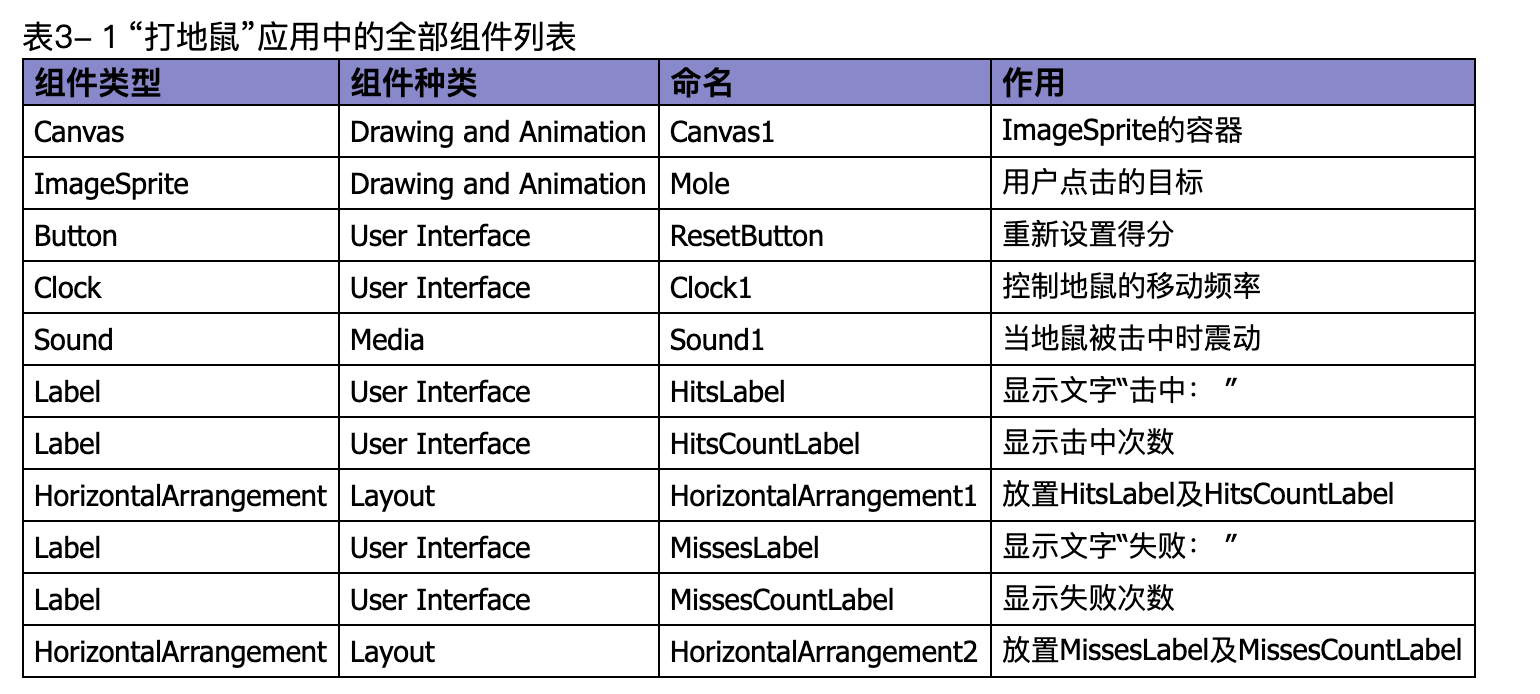 表3– 1 “打地鼠”应用中的全部组件列表
组件类型 组件种类 命名 作用
Canvas Drawing and Animation Canvas1 ImageSprite的容器
ImageSprite Drawing and Animation Mole 用户点击的目标
Button User Interface ResetButton 重新设置得分
Clock User Interface Clock1 控制地鼠的移动频率
Sound Media Sound1 当地鼠被击中时震动
Label User Interface HitsLabel 显示文字“击中： ”
Label User Interface HitsCountLabel 显示击中次数
HorizontalArrangement Layout HorizontalArrangement1 放置HitsLabel及HitsCountLabel
Label User Interface MissesLabel 显示文字“失败： ”
Label User Interface MissesCountLabel 显示失败次数
HorizontalArrangement Layout HorizontalArrangement2 放置MissesLabel及MissesCountLabel